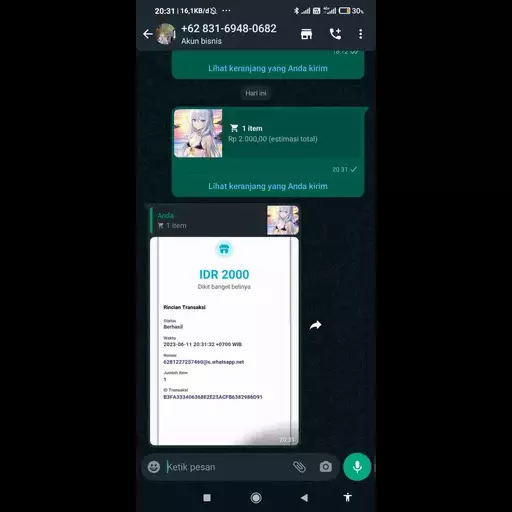 20:31 | 16,1KB/d
30%
+62 831-6948-0682
Akun bisnis
19:12
Lihat keranjang yang Anda kirim
Hari ini
1 item
Rp 2.000,00 (estimasi total)
20:31
Lihat keranjang yang Anda kirim
Anda
1 item
IDR 2000
Dikit banget belinya
Rincian Transaksi
Status
Berhasil
Waktu
2023-06-11 20:31:32 +0700 WIB
Nomor
6281227257460@s.whatsapp.net
Jumlah Item
1
ID Transaksi
20:31
Ketik pesan